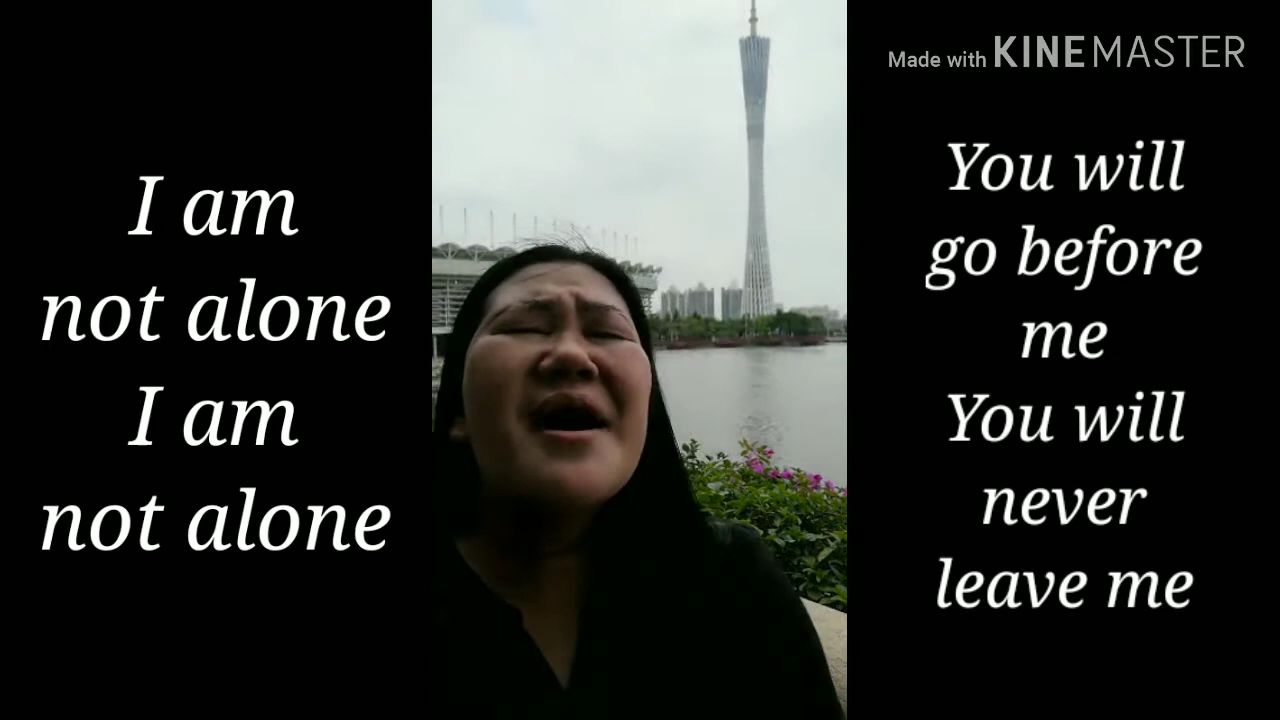 I am
not alone
I am
not alone
Made with KINEMASTER
You will
go before
me
You will
never
leave me